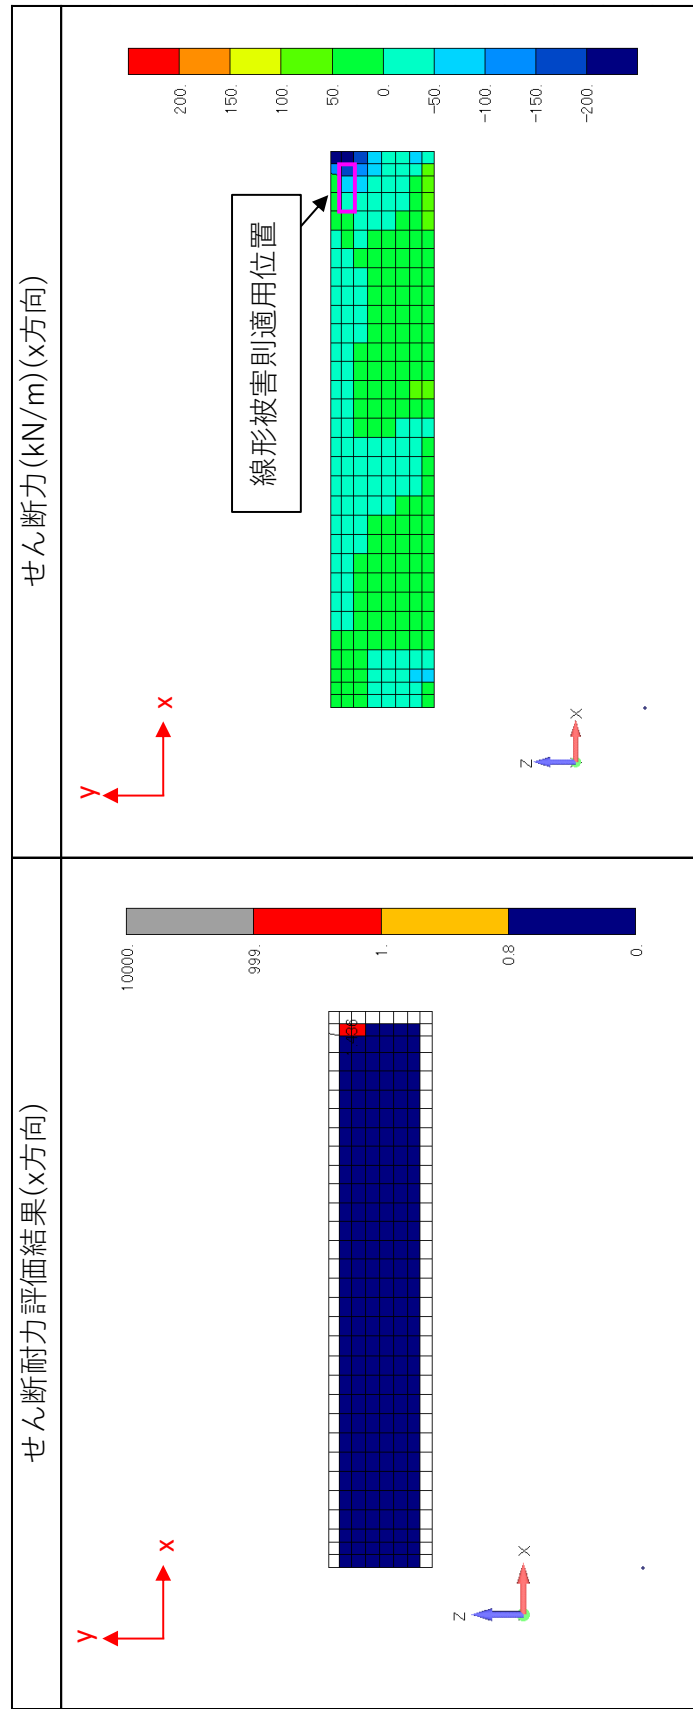 せん断耐力評価結果(x方向)
10000.
999.
1.
0.8
0.
y
x
Z
X
せん断力(kN/m)(x方向)
200.
150.
100.
50.
0.
-50.
-100.
-150.
-200.
線形被害則適用位置
y
x
Z
X